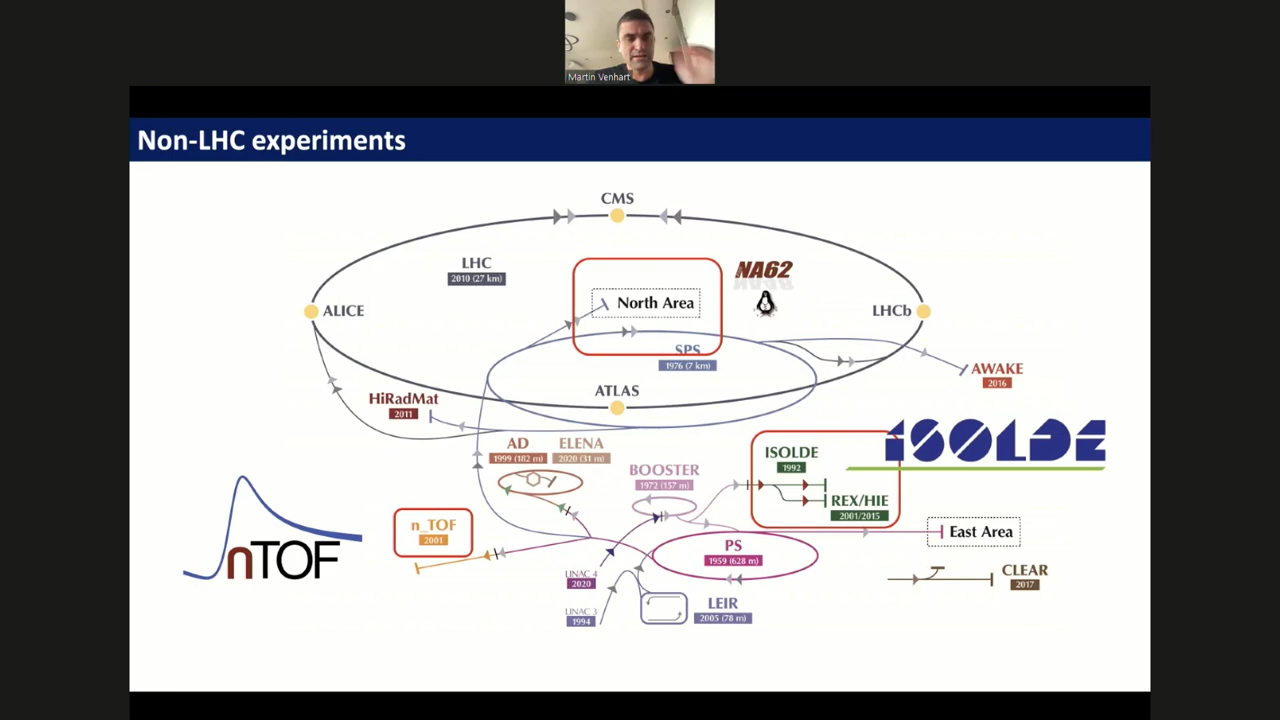 Martin Venhart
Non-LHC experiments
CMS
LHC
2010 (27 km)
NA62
North Area
ALICE
LHCb
SPS
1976 (7 km)
AWAKE
2016
ATLAS
HiRadMat
2011
AD
1999 (182 m)
ELENA
2020 (31 m)
BOOSTER
1972 (157 m)
ISOLDE
1992
ISOLDE
REX/HIE
2001/2015
n_TOF
2001
nTOF
PS
1959 (628 m)
East Area
LINAC 4
2020
CLEAR
2017
LINAC 3
1994
LEIR
2005 (78 m)